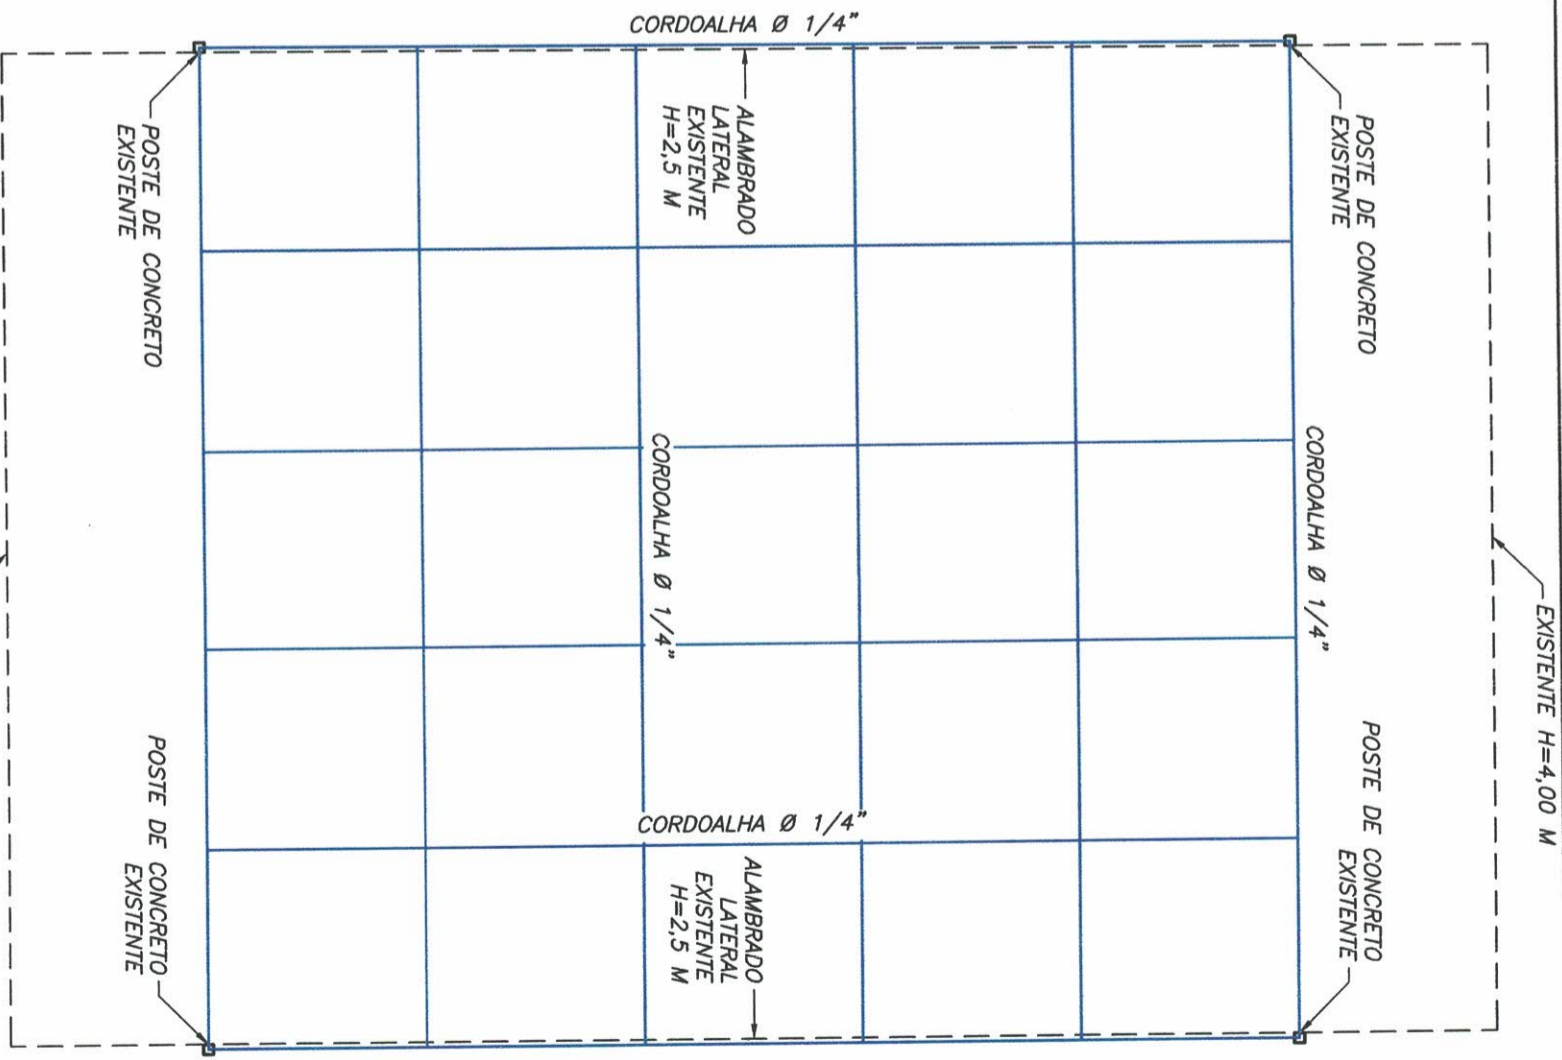 CORDOALHA Ø 1/4"
POSTE DE CONCRETO
EXISTENTE
ALAMBRADO
LATERAL
EXISTENTE
H=2,5 M
POSTE DE CONCRETO
EXISTENTE
CORDOALHA Ø 1/4"
CORDOALHA Ø 1/4"
EXISTENTE H=4,00 M
CORDOALHA Ø 1/4"
POSTE DE CONCRETO
EXISTENTE
ALAMBRADO
LATERAL
EXISTENTE
H=2,5 M
POSTE DE CONCRETO
EXISTENTE